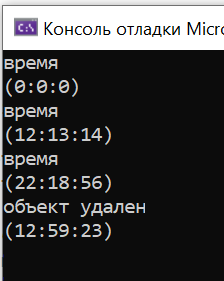 Консоль отладки Micro
время
(0:0:0)
время
(12:13:14)
время
(22:18:56)
объект удален
(12:59:23)